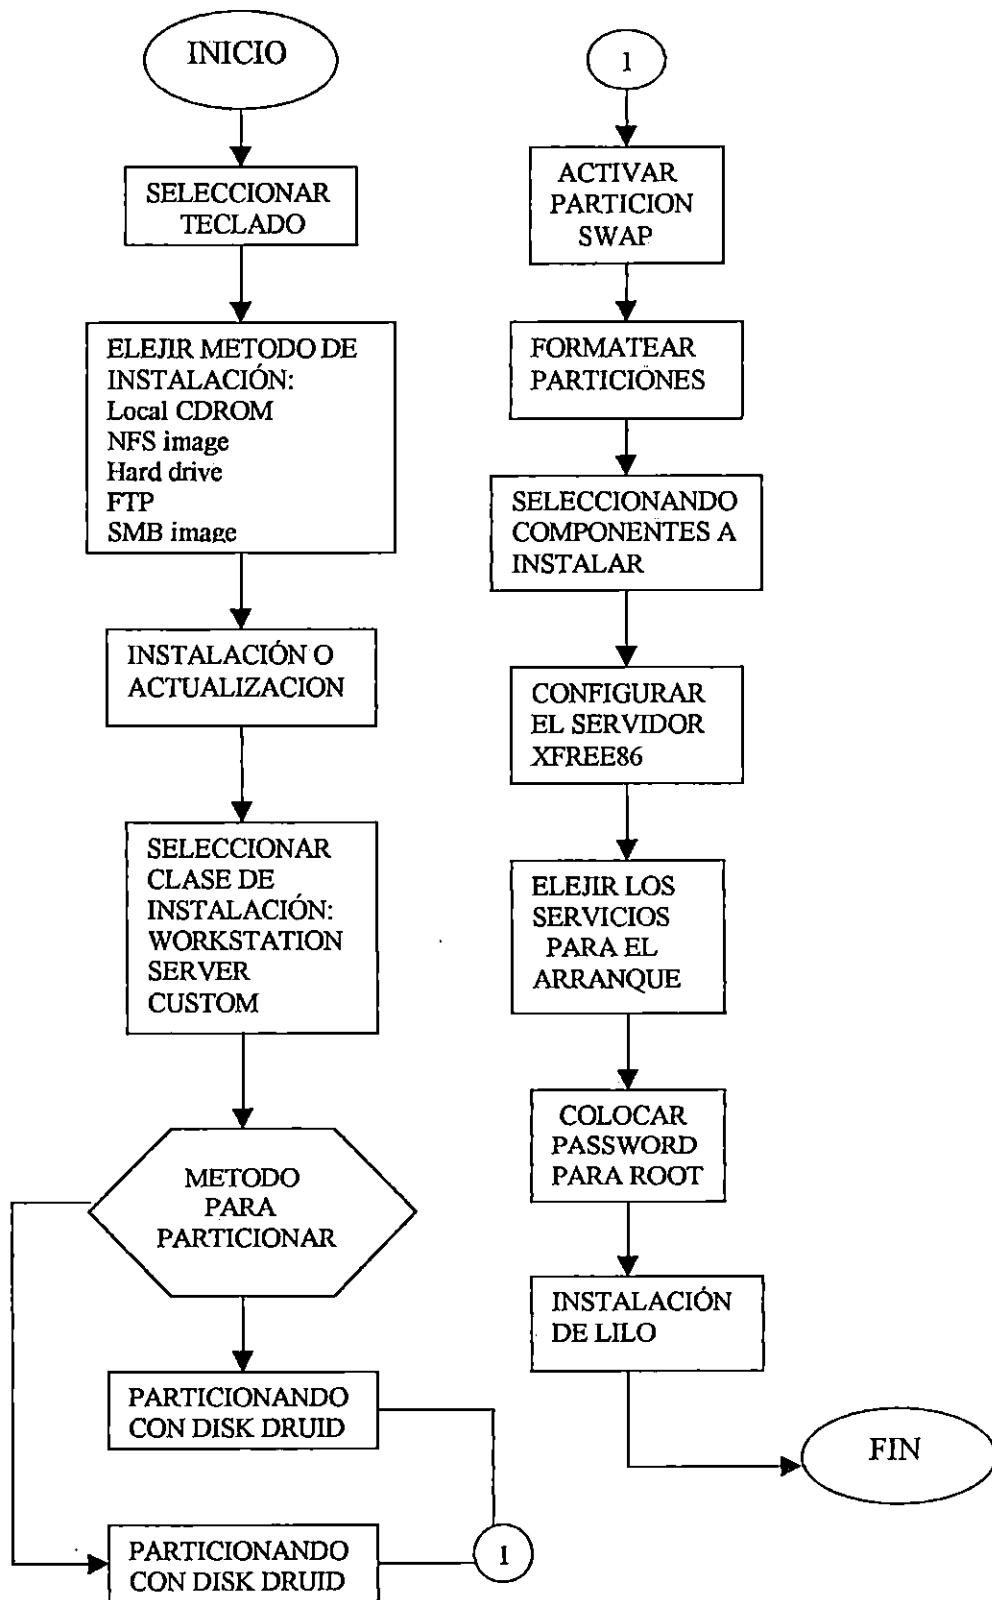 INICIO
SELECCIONAR
TECLADO
ELEJIR METODO DE
INSTALACIÓN:
Local CDROM
NFS image
Hard drive
FTP
SMB image
INSTALACIÓN O
ACTUALIZACION
SELECCIONAR
CLASE DE
INSTALACIÓN:
WORKSTATION
SERVER
CUSTOM
METODO
PARA
PARTICIONAR
PARTICIONANDO
CON DISK DRUID
PARTICIONANDO
CON DISK DRUID
1
1
ACTIVAR
PARTICION
SWAP
FORMATEAR
PARTICIONES
SELECCIONANDO
COMPONENTES A
INSTALAR
CONFIGURAR
EL SERVIDOR
XFREE86
ELEJIR LOS
SERVICIOS
PARA EL
ARRANQUE
COLOCAR
PASSWORD
PARA ROOT
INSTALACIÓN
DE LILO
FIN